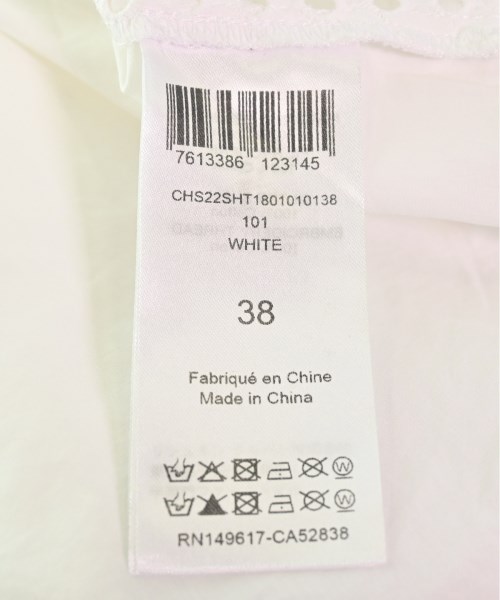 7613386 123145
CHS22SHT1801010138
101
WHITE
38
Fabriqué en Chine
Made in China
W
W
RN149617-CA52838